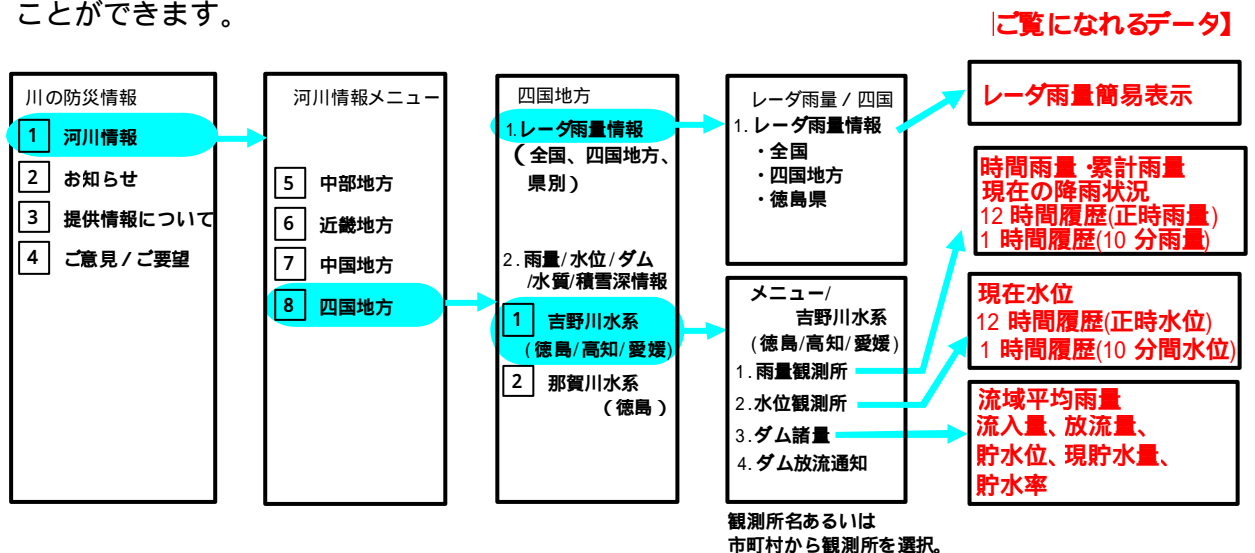 ことができます。
【ご覧になれるデータ】
川の防災情報
1 河川情報
2 お知らせ
3 提供情報について
4 ご意見/ご要望
河川情報メニュー
5 中部地方
6 近畿地方
7 中国地方
8 四国地方
四国地方
1.レーダ雨量情報
(全国、四国地方、
県別)
2.雨量/水位/ダム
/水質/積雪深情報
1 吉野川水系
(徳島/高知/愛媛)
2 那賀川水系
(徳島)
レーダ雨量/四国
1.レーダ雨量情報
・全国
・四国地方
・徳島県
メニュー/
吉野川水系
(徳島/高知/愛媛)
1.雨量観測所
2.水位観測所
3.ダム諸量
4.ダム放流通知
観測所名あるいは
市町村から観測所を選択。
レーダ雨量簡易表示
時間雨量・累計雨量
現在の降雨状況
12 時間履歴(正時雨量)
1 時間履歴(10 分雨量)
現在水位
12 時間履歴(正時水位)
1 時間履歴(10 分間水位)
流域平均雨量
流入量、放流量、
貯水位、現貯水量、
貯水率